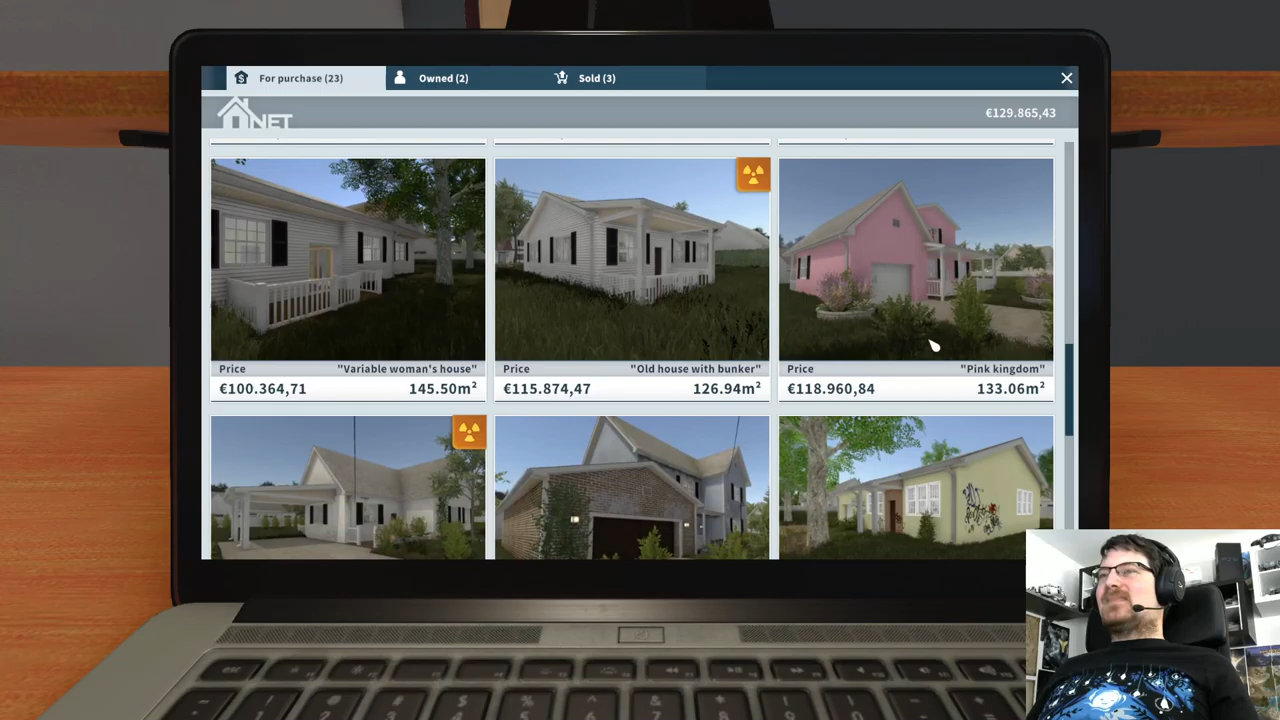 For purchase (23)
Owned (2)
Sold (3)
NET
€129.865,43
Price "Variable woman's house"
€100.364,71 145.50m²
Price "Old house with bunker"
€115.874,47 126.94m²
Price "Pink kingdom"
€118.960,84 133.06m²
esc